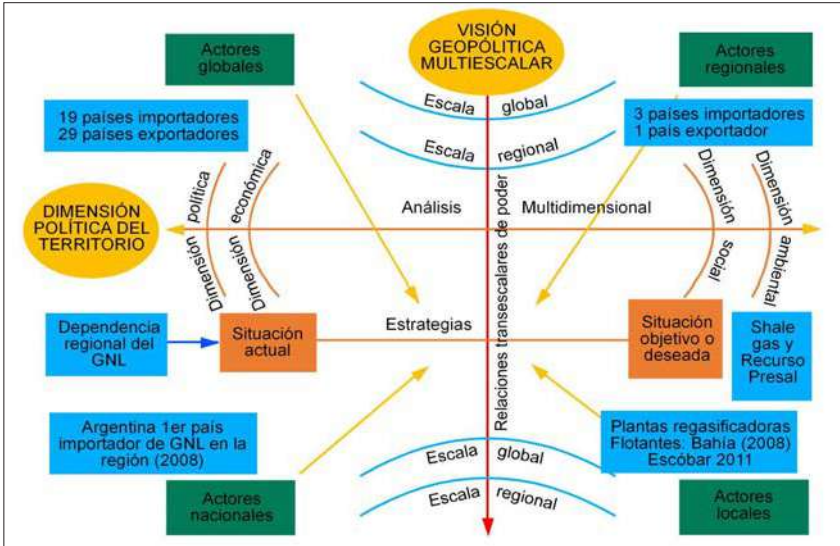 VISIÓN
GEOPÓLITICA
MULTIESCALAR
Actores
globales
Actores
regionales
Escala global
19 países importadores
29 países exportadores
3 países importadores
1 país exportador
Escala regional
Dimensión política
Dimensión económica
Dimensión social
Dimensión ambiental
DIMENSIÓN
POLÍTICA DEL
TERRITORIO
Análisis Multidimensional
Relaciones transescalares de poder
Dependencia
regional del
GNL
Situación
actual
Estrategias
Situación
objetivo o
deseada
Shale
gas y
Recurso
Presal
Argentina 1er país
importador de GNL en la
región (2008)
Plantas regasificadoras
Flotantes: Bahía (2008)
Escóbar 2011
Escala global
Escala regional
Actores
nacionales
Actores
locales